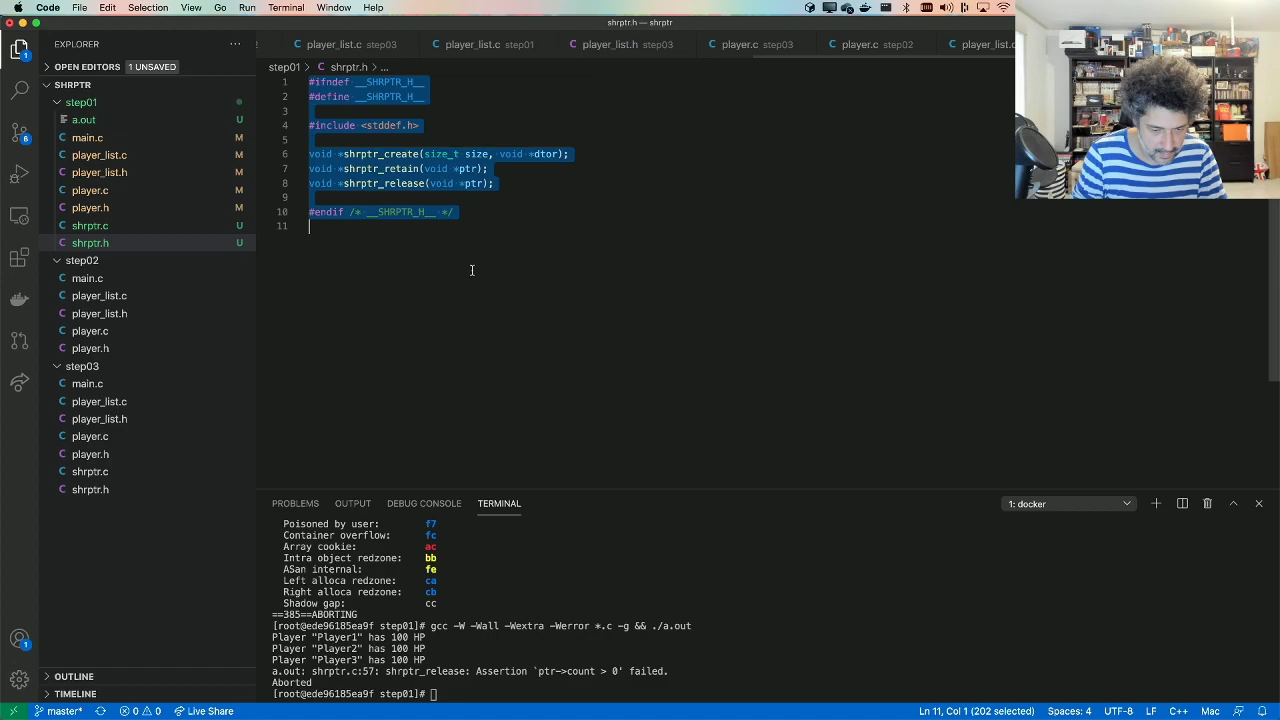 Code File Edit Selection View Go Run Terminal Window Help
shrptr.h — shrptr
EXPLORER
player_list.c step03
player_list.c step01
player_list.h step03
player.c step03
player.c step02
player_list.c
OPEN EDITORS 1 UNSAVED
step01 > C shrptr.h > ...
SHRPTR
step01
a.out U
main.c M
player_list.c M
player_list.h M
player.c M
player.h M
shrptr.c U
shrptr.h U
step02
main.c
player_list.c
player_list.h
player.c
player.h
step03
main.c
player_list.c
player_list.h
player.c
player.h
shrptr.c
shrptr.h
OUTLINE
TIMELINE
1 #ifndef __SHRPTR_H__
2 #define __SHRPTR_H__
3
4 #include <stddef.h>
5
6 void *shrptr_create(size_t size, void *dtor);
7 void *shrptr_retain(void *ptr);
8 void *shrptr_release(void *ptr);
9
10 #endif /* __SHRPTR_H__ */
11
PROBLEMS OUTPUT DEBUG CONSOLE TERMINAL 1: docker
Poisoned by user: f7
Container overflow: fc
Array cookie: ac
Intra object redzone: bb
ASan internal: fe
Left alloca redzone: ca
Right alloca redzone: cb
Shadow gap: cc
==385==ABORTING
[root@ede96185ea9f step01]# gcc -W -Wall -Wextra -Werror *.c -g && ./a.out
Player "Player1" has 100 HP
Player "Player2" has 100 HP
Player "Player3" has 100 HP
a.out: shrptr.c:57: shrptr_release: Assertion `ptr->count > 0' failed.
Aborted
[root@ede96185ea9f step01]#
master* 0 0 Live Share
Ln 11, Col 1 (202 selected) Spaces: 4 UTF-8 LF C++ Mac